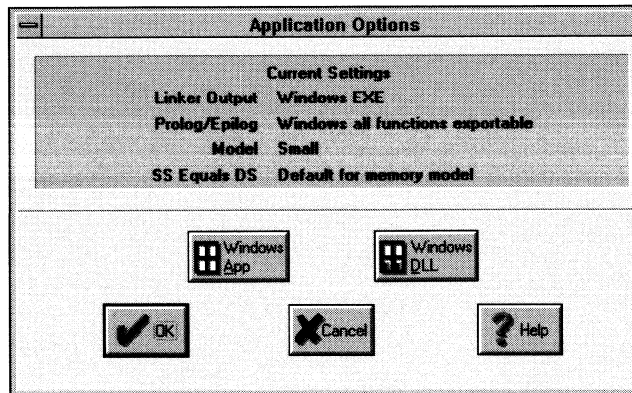 Application Options
Current Settings
Linker Output Windows EXE
Prolog/Epilog Windows all functions exportable
Model Small
SS Equals DS Default for memory model
Windows App
Windows DLL
OK
Cancel
Help